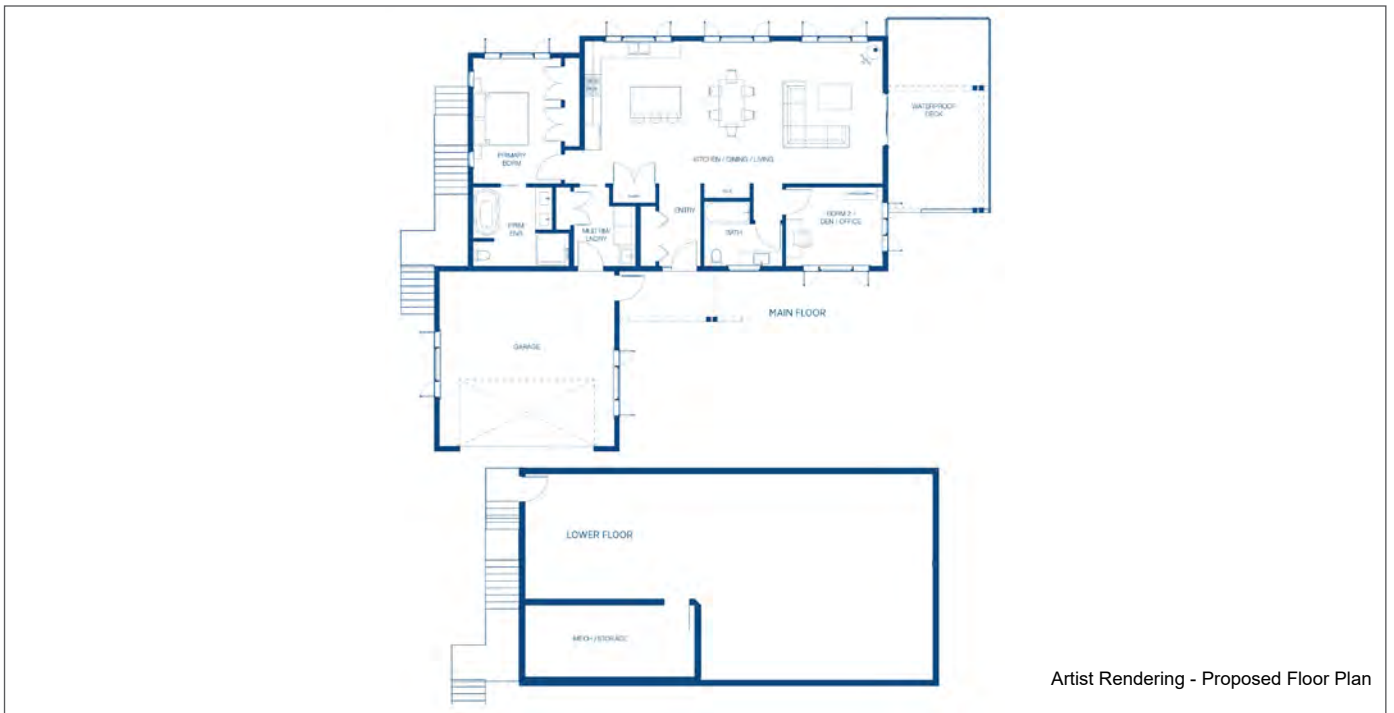 WATERPROOF
DECK
PRIMARY
BDRM
KITCHEN / DINING / LIVING
ENTRY
BDRM 2 /
DEN / OFFICE
BATH
PRIM
ENS
LNDRY
MAIN FLOOR
GARAGE
LOWER FLOOR
MECH / STORAGE
Artist Rendering - Proposed Floor Plan